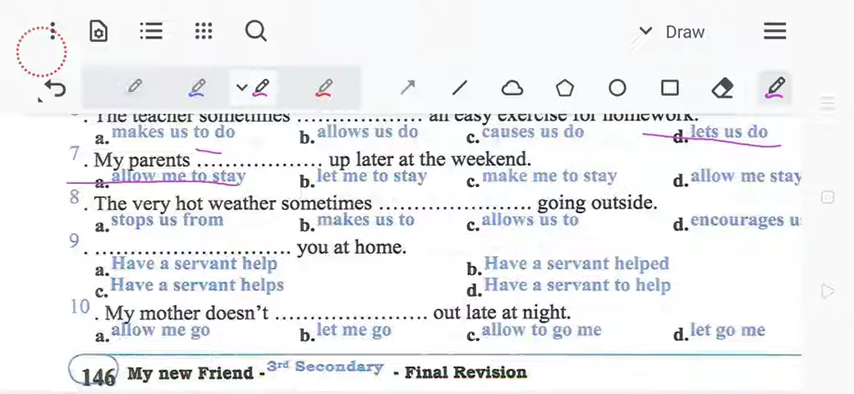 Draw
. The teacher sometimes ..................... an easy exercise for homework.
a. makes us to do b. allows us do c. causes us do d. lets us do
7. My parents ..................... up later at the weekend.
a. allow me to stay b. let me to stay c. make me to stay d. allow me stay
8. The very hot weather sometimes ......................... going outside.
a. stops us from b. makes us to c. allows us to d. encourages u
9. ................................. you at home.
a. Have a servant help b. Have a servant helped
c. Have a servant helps d. Have a servant to help
10. My mother doesn't ......................... out late at night.
a. allow me go b. let me go c. allow to go me d. let go me
146 My new Friend - 3rd Secondary - Final Revision